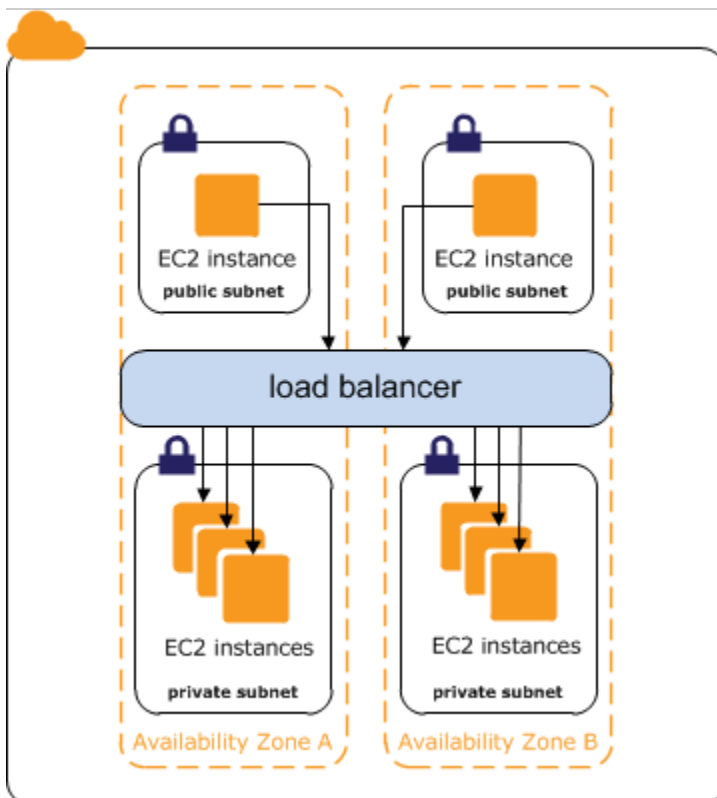 EC2 instance
public subnet
EC2 instance
public subnet
load balancer
EC2 instances
private subnet
EC2 instances
private subnet
Availability Zone A
Availability Zone B